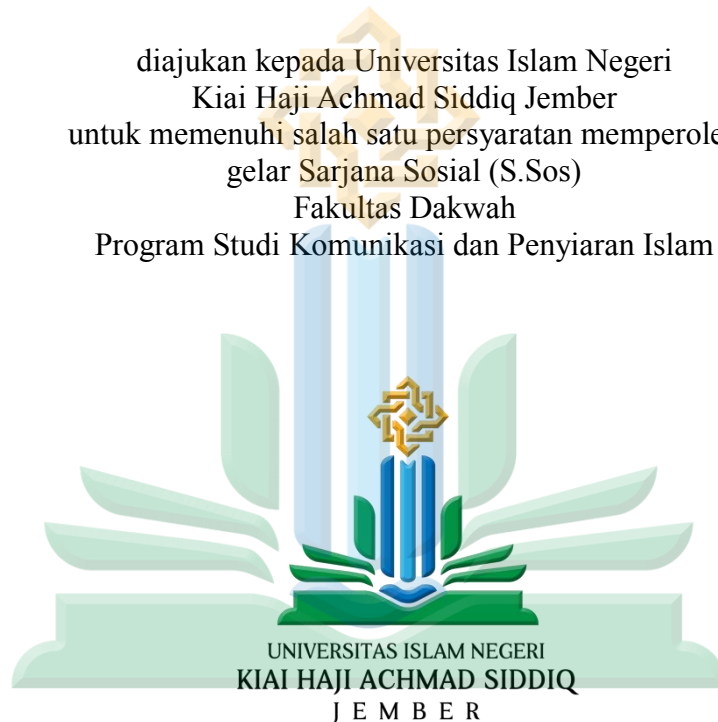 diajukan kepada Universitas Islam Negeri
Kiai Haji Achmad Siddiq Jember
untuk memenuhi salah satu persyaratan memperole
gelar Sarjana Sosial (S.Sos)
Fakultas Dakwah
Program Studi Komunikasi dan Penyiaran Islam
UNIVERSITAS ISLAM NEGERI
KIAI HAJI ACHMAD SIDDIQ
JEMBER